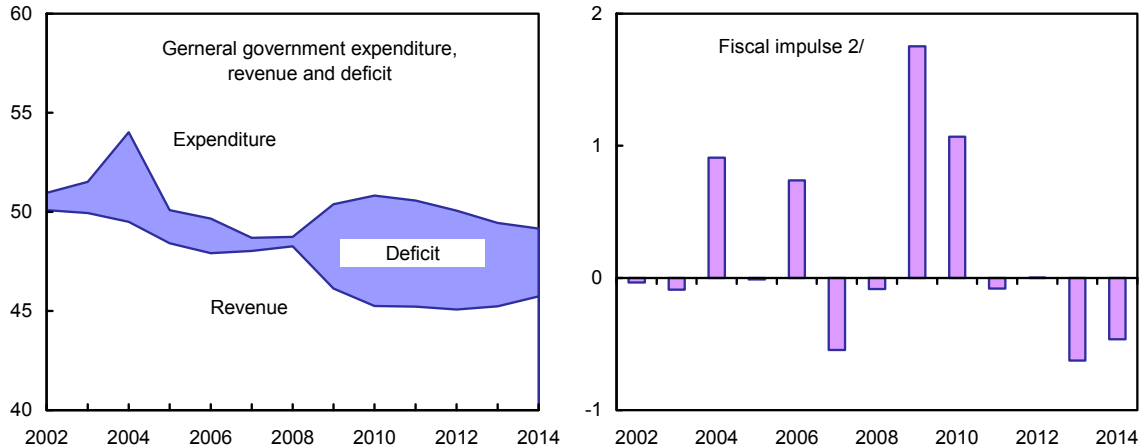 60
55
50
45
40
Gerneral government expenditure,
revenue and deficit
Expenditure
Deficit
Revenue
2002 2004 2006 2008 2010 2012 2014
2
1
0
-1
Fiscal impulse 2/
2002 2004 2006 2008 2010 2012 2014